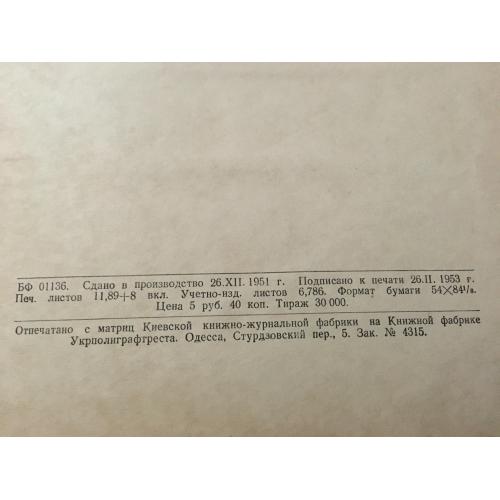 БФ 01136. Сдано в производство 26.XII. 1951 г. Подписано к печати 26.II. 1953 г.
Печ. листов 11,89+8 вкл. Учетно-изд. листов 6,786. Формат бумаги 54×84¹/₈.
Цена 5 руб. 40 коп. Тираж 30 000.
Отпечатано с матриц Киевской книжно-журнальной фабрики на Книжной фабрике
Укрполиграфтреста. Одесса, Стурдзовский пер., 5. Зак. № 4315.